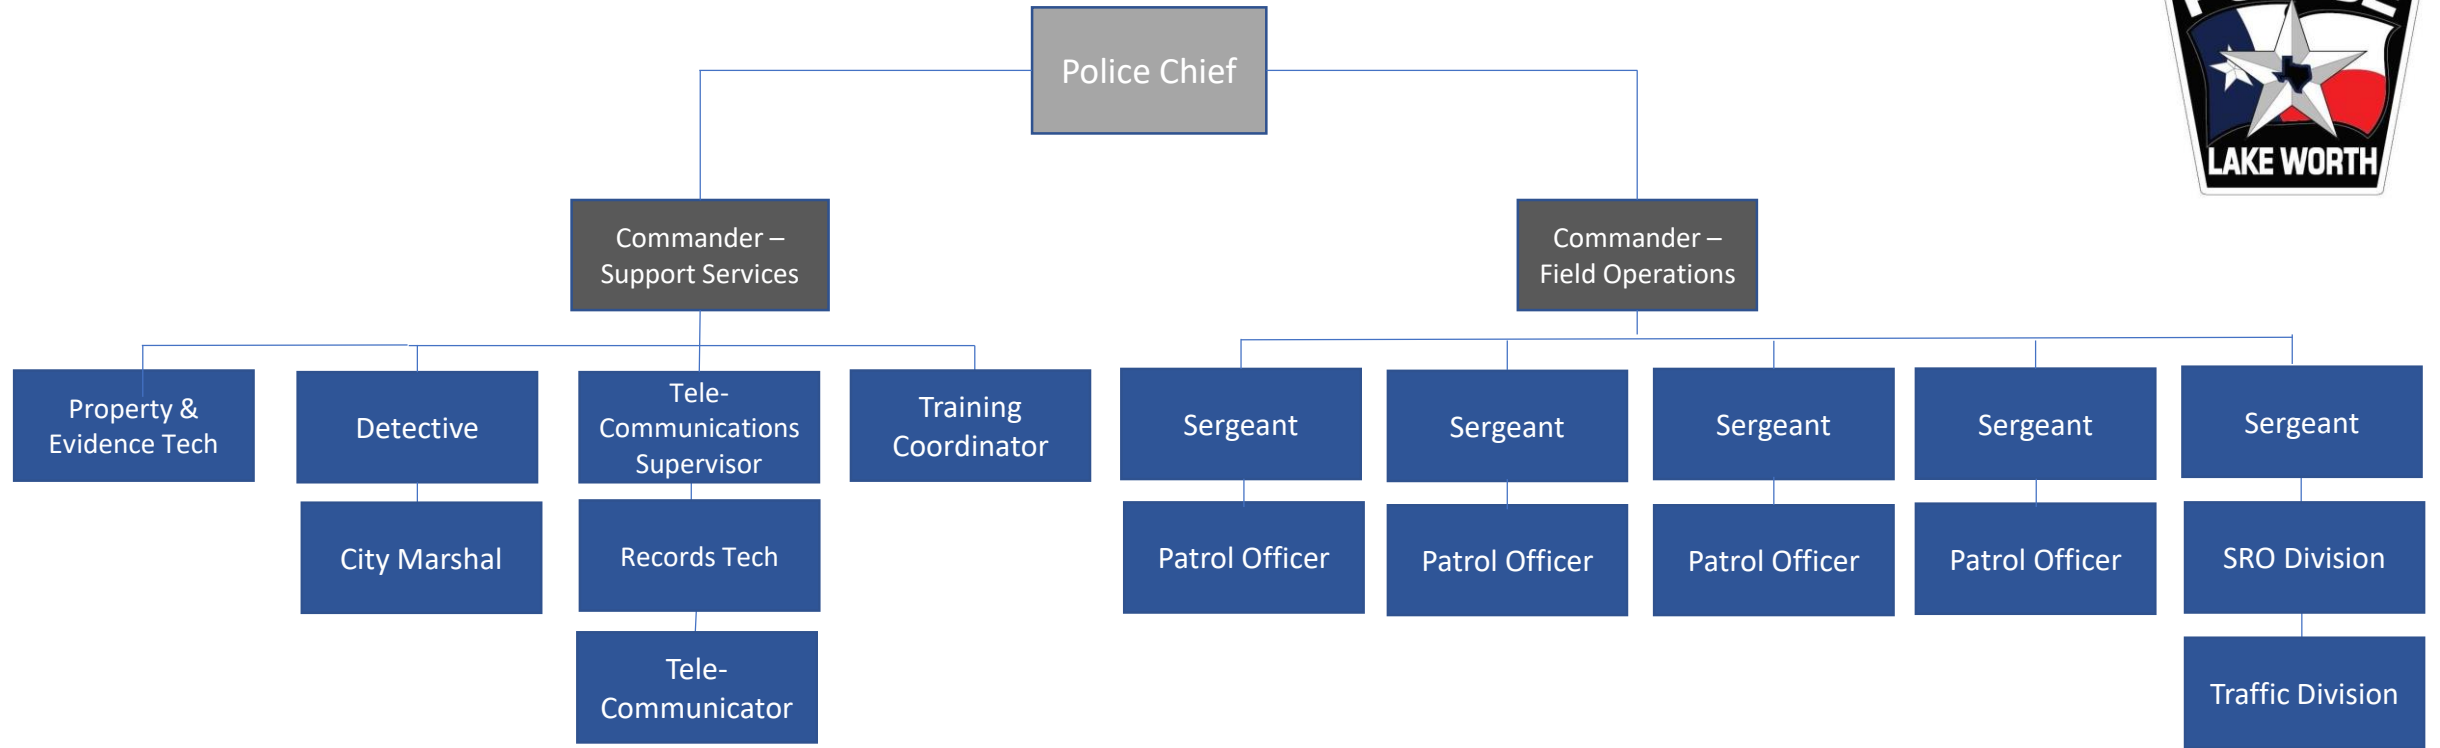 Police Chief
LAKE WORTH
Commander –
Support Services
Commander –
Field Operations
Property &
Evidence Tech
Detective
Tele-
Communications
Supervisor
Training
Coordinator
Sergeant
Sergeant
Sergeant
Sergeant
Sergeant
City Marshal
Records Tech
Patrol Officer
Patrol Officer
Patrol Officer
Patrol Officer
SRO Division
Tele-
Communicator
Traffic Division